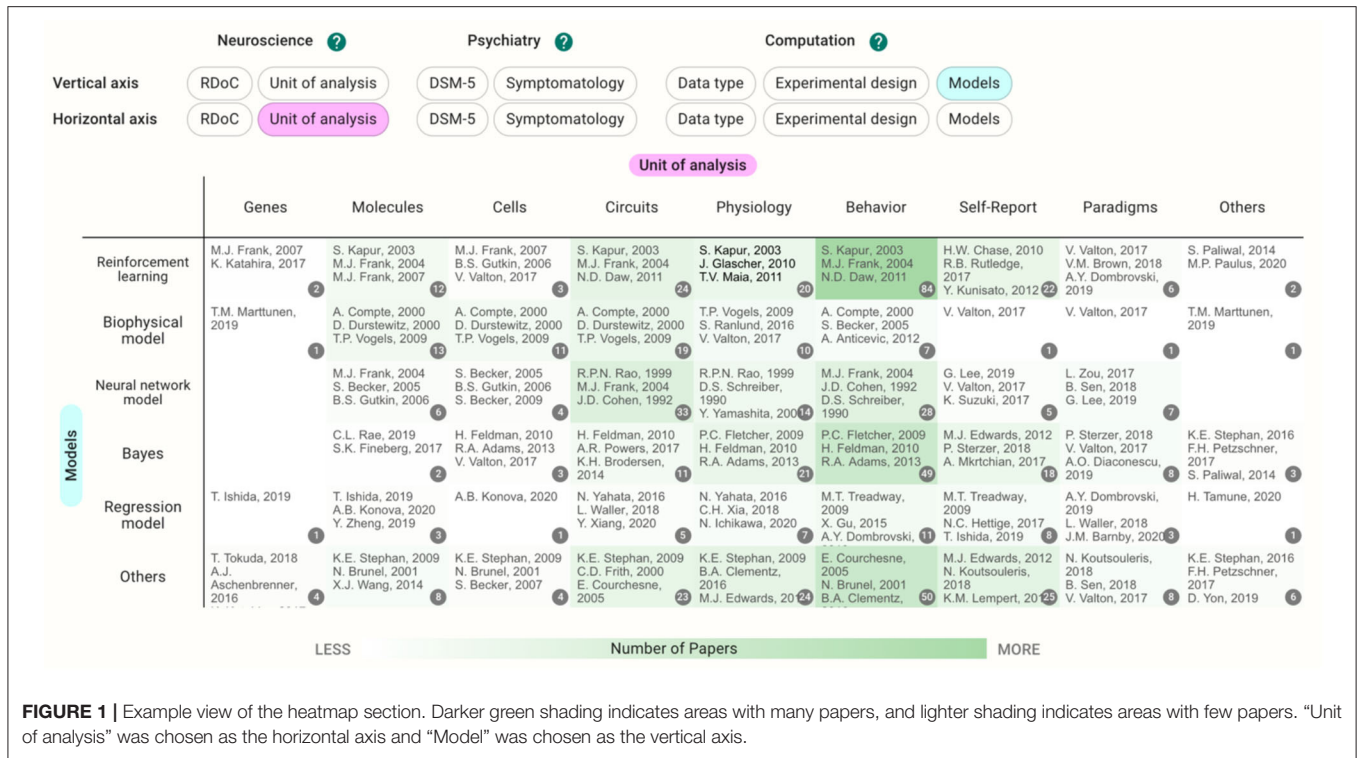 Neuroscience ? Psychiatry ? Computation ?
Vertical axis RDoC Unit of analysis DSM-5 Symptomatology Data type Experimental design Models
Horizontal axis RDoC Unit of analysis DSM-5 Symptomatology Data type Experimental design Models
Unit of analysis
Genes Molecules Cells Circuits Physiology Behavior Self-Report Paradigms Others
Models
Reinforcement
learning
M.J. Frank, 2007
K. Katahira, 2017
2
S. Kapur, 2003
M.J. Frank, 2004
M.J. Frank, 2007
12
M.J. Frank, 2007
B.S. Gutkin, 2006
V. Valton, 2017
3
S. Kapur, 2003
M.J. Frank, 2004
N.D. Daw, 2011
24
S. Kapur, 2003
J. Glascher, 2010
T.V. Maia, 2011
20
S. Kapur, 2003
M.J. Frank, 2004
N.D. Daw, 2011
84
H.W. Chase, 2010
R.B. Rutledge,
2017
Y. Kunisato, 2012
22
V. Valton, 2017
V.M. Brown, 2018
A.Y. Dombrovski,
2019
6
S. Paliwal, 2014
M.P. Paulus, 2020
2
Biophysical
model
T.M. Marttunen,
2019
1
A. Compte, 2000
D. Durstewitz, 2000
T.P. Vogels, 2009
13
A. Compte, 2000
D. Durstewitz, 2000
T.P. Vogels, 2009
11
A. Compte, 2000
D. Durstewitz, 2000
T.P. Vogels, 2009
19
T.P. Vogels, 2009
S. Ranlund, 2016
V. Valton, 2017
10
A. Compte, 2000
S. Becker, 2005
A. Anticevic, 2012
7
V. Valton, 2017
1
V. Valton, 2017
1
T.M. Marttunen,
2019
1
Neural network
model
M.J. Frank, 2004
S. Becker, 2005
B.S. Gutkin, 2006
6
S. Becker, 2005
B.S. Gutkin, 2006
S. Becker, 2009
4
R.P.N. Rao, 1999
M.J. Frank, 2004
J.D. Cohen, 1992
33
R.P.N. Rao, 1999
D.S. Schreiber,
1990
Y. Yamashita,
14
M.J. Frank, 2004
J.D. Cohen, 1992
D.S. Schreiber,
1990
28
G. Lee, 2019
V. Valton, 2017
K. Suzuki, 2017
5
L. Zou, 2017
B. Sen, 2018
G. Lee, 2019
7
Bayes
C.L. Rae, 2019
S.K. Fineberg, 2017
2
H. Feldman, 2010
R.A. Adams, 2013
V. Valton, 2017
3
H. Feldman, 2010
A.R. Powers, 2017
K.H. Brodersen,
2014
11
P.C. Fletcher, 2009
H. Feldman, 2010
R.A. Adams, 2013
21
P.C. Fletcher, 2009
H. Feldman, 2010
R.A. Adams, 2013
49
M.J. Edwards, 2012
P. Sterzer, 2018
A. Mkrtchian, 2017
18
P. Sterzer, 2018
V. Valton, 2017
A.O. Diaconescu,
2019
8
K.E. Stephan, 2016
F.H. Petzschner,
2017
S. Paliwal, 2014
3
Regression
model
T. Ishida, 2019
1
T. Ishida, 2019
A.B. Konova, 2020
Y. Zheng, 2019
3
A.B. Konova, 2020
1
N. Yahata, 2016
L. Waller, 2018
Y. Xiang, 2020
5
N. Yahata, 2016
C.H. Xia, 2018
N. Ichikawa, 2020
7
M.T. Treadway,
2009
X. Gu, 2015
A.Y. Dombrovski,
11
M.T. Treadway,
2009
N.C. Hettige, 2017
T. Ishida, 2019
8
A.Y. Dombrovski,
2019
L. Waller, 2018
J.M. Barnby, 2020
3
H. Tamune, 2020
1
Others
T. Tokuda, 2018
A.J.
Aschenbrenner,
2016
4
K.E. Stephan, 2009
N. Brunel, 2001
X.J. Wang, 2014
8
K.E. Stephan, 2009
N. Brunel, 2001
S. Becker, 2007
4
K.E. Stephan, 2009
C.D. Frith, 2000
E. Courchesne,
2005
23
K.E. Stephan, 2009
B.A. Clementz,
2016
M.J. Edwards,
24
E. Courchesne,
2005
N. Brunel, 2001
B.A. Clementz,
50
M.J. Edwards, 2012
N. Koutsouleris,
2018
K.M. Lempert,
25
N. Koutsouleris,
2018
B. Sen, 2018
V. Valton, 2017
8
K.E. Stephan, 2016
F.H. Petzschner,
2017
D. Yon, 2019
6
LESS Number of Papers MORE
FIGURE 1 | Example view of the heatmap section. Darker green shading indicates areas with many papers, and lighter shading indicates areas with few papers. “Unit
of analysis” was chosen as the horizontal axis and “Model” was chosen as the vertical axis.